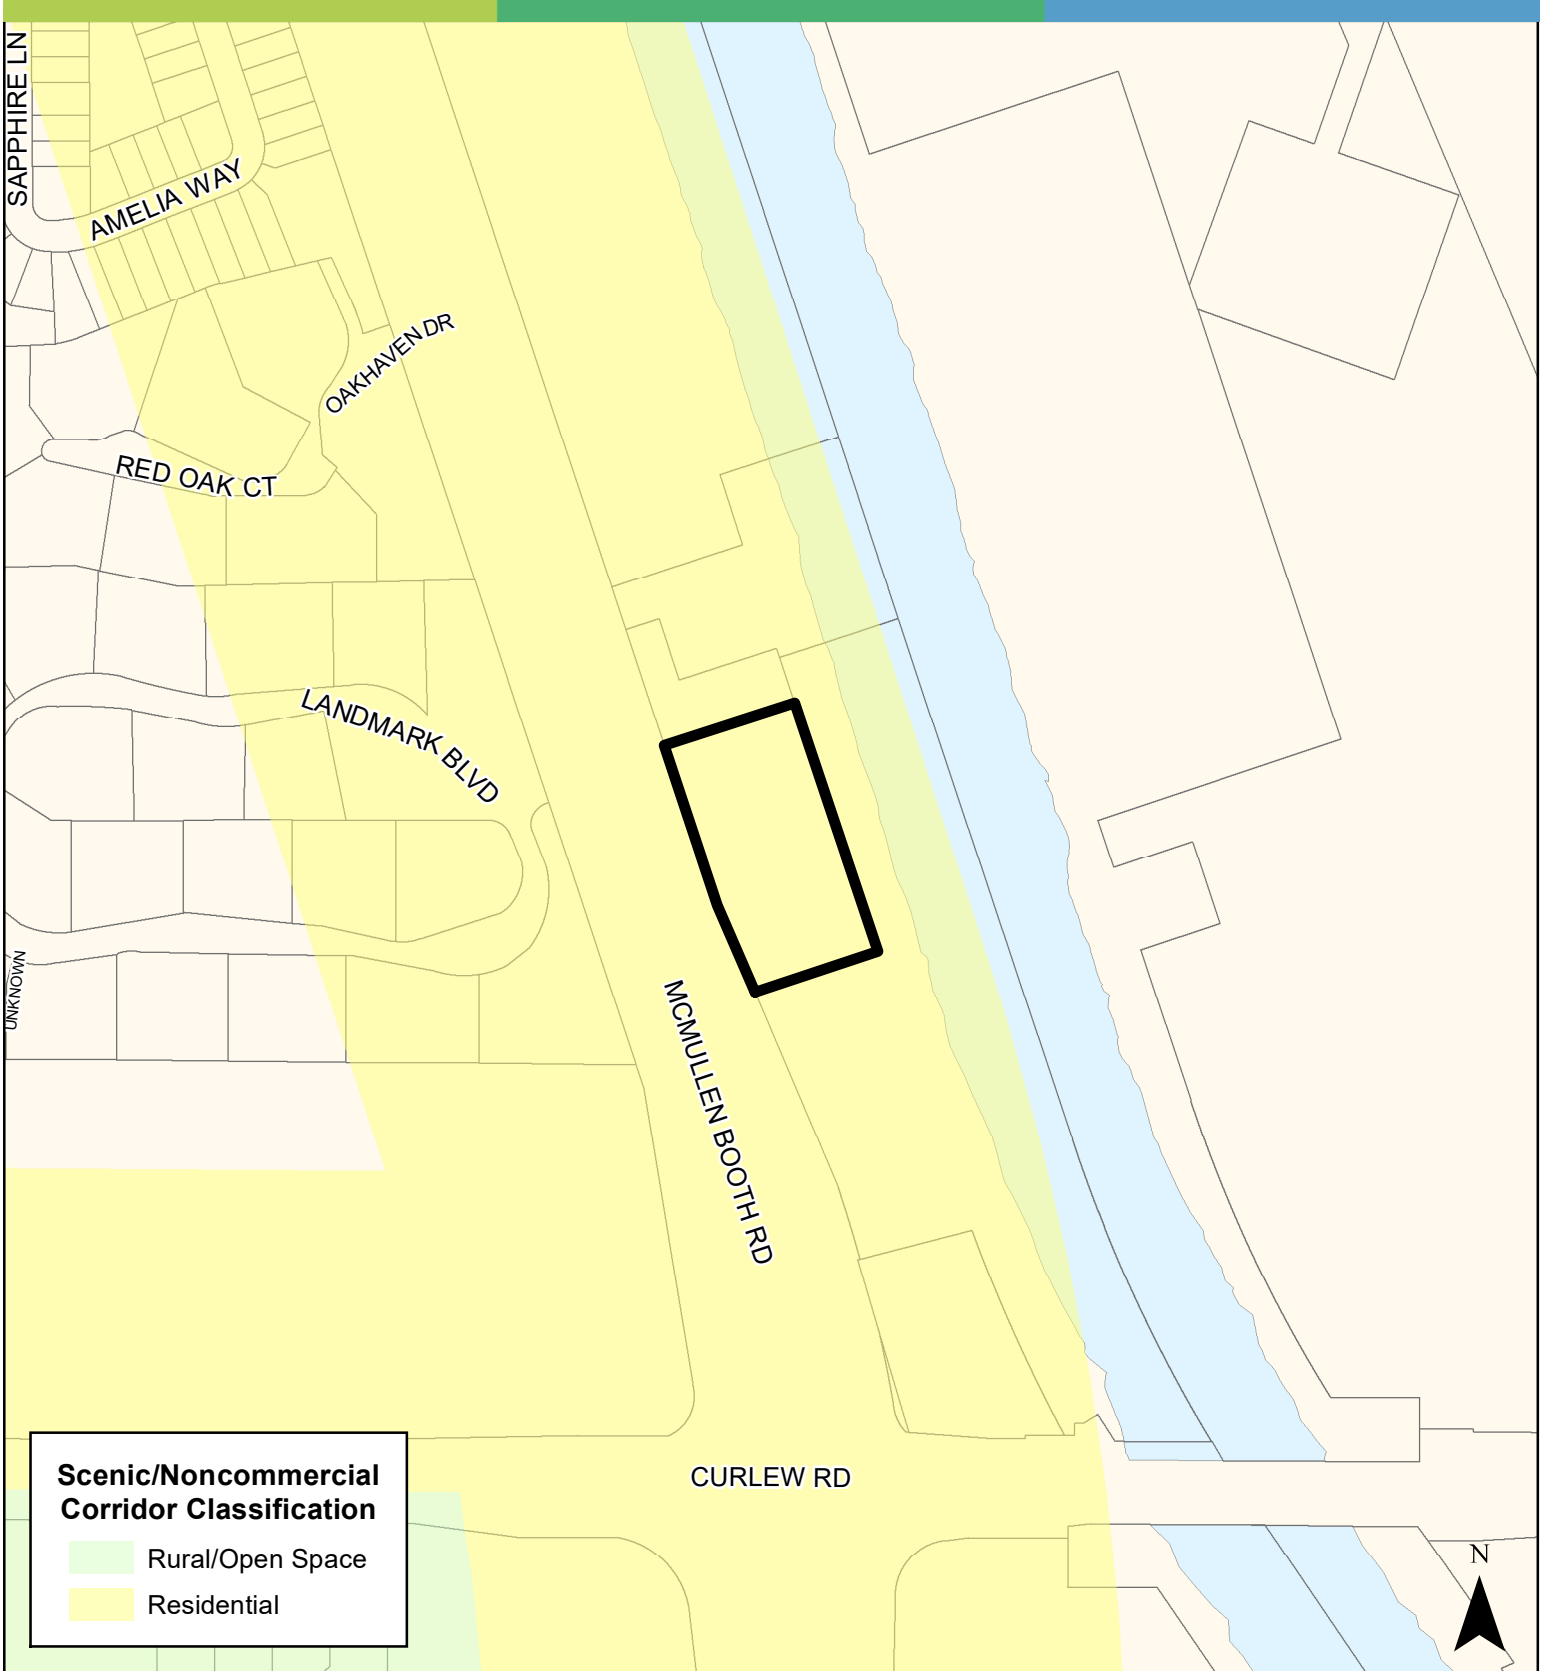 SAPPHIRE LN
AMELIA WAY
OAKHAVEN DR
RED OAK CT
LANDMARK BLVD
UNKNOWN
MCMULLEN BOOTH RD
CURLEW RD
Scenic/Noncommercial
Corridor Classification
Rural/Open Space
Residential
N